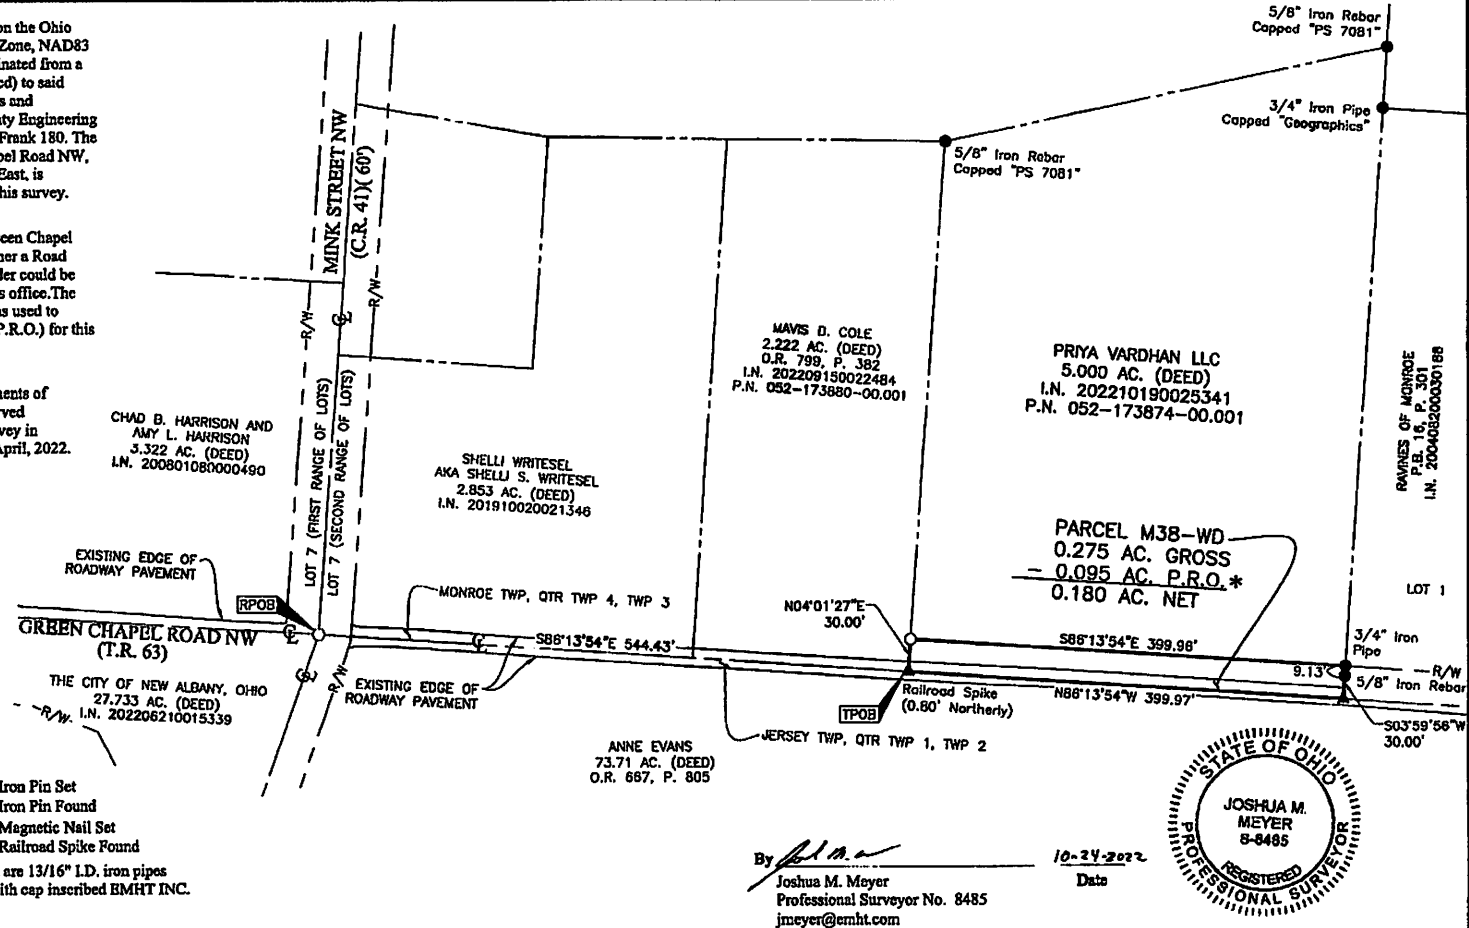 on the Ohio
Zone, NAD83
inated from a
ed) to said
s and
ty Engineering
Frank 180. The
pel Road NW,
East, is
his survey.
een Chapel
her a Road
ler could be
s office.The
as used to
P.R.O.) for this
nents of
rved
vey in
April, 2022.
5/8" Iron Rebar
Capped "PS 7081"
3/4" Iron Pipe
Capped "Geographics"
5/8" Iron Rebar
Capped "PS 7081"
MINK STREET NW
(C.R. 41)(60')
R/W
R/W
CL
LOT 7 (FIRST RANGE OF LOTS)
LOT 7 (SECOND RANGE OF LOTS)
CHAD B. HARRISON AND
AMY L. HARRISON
3.322 AC. (DEED)
I.N. 200801080000490
SHELLI WRITESEL
AKA SHELLI S. WRITESEL
2.853 AC. (DEED)
I.N. 201910020021346
MAVIS D. COLE
2.222 AC. (DEED)
O.R. 799, P. 382
I.N. 202209150022484
P.N. 052-173880-00.001
PRIYA VARDHAN LLC
5.000 AC. (DEED)
I.N. 202210190025341
P.N. 052-173874-00.001
RAVINES OF MONROE
P.B. 16, P. 301
I.N. 200408200030188
LOT 1
PARCEL M38-WD
0.275 AC. GROSS
- 0.095 AC. P.R.O.*
0.180 AC. NET
EXISTING EDGE OF
ROADWAY PAVEMENT
RPOB
MONROE TWP, QTR TWP 4, TWP 3
N04°01'27"E
30.00'
GREEN CHAPEL ROAD NW
(T.R. 63)
CL
CL
S86°13'54"E 544.43'
S86°13'54"E 399.96'
3/4" Iron
Pipe
9.13'
R/W
5/8" Iron Rebar
CL
R/W
THE CITY OF NEW ALBANY, OHIO
27.733 AC. (DEED)
I.N. 202206210015339
R/W
EXISTING EDGE OF
ROADWAY PAVEMENT
Railroad Spike
(0.80' Northerly)
N86°13'54"W 399.97'
TPOB
S03°59'56"W
30.00'
JERSEY TWP, QTR TWP 1, TWP 2
ANNE EVANS
73.71 AC. (DEED)
O.R. 667, P. 805
Iron Pin Set
Iron Pin Found
Magnetic Nail Set
Railroad Spike Found
are 13/16" I.D. iron pipes
ith cap inscribed EMHT INC.
By
10-24-2022
Date
Joshua M. Meyer
Professional Surveyor No. 8485
jmeyer@emht.com
STATE OF OHIO
JOSHUA M.
MEYER
S-8485
REGISTERED
PROFESSIONAL SURVEYOR